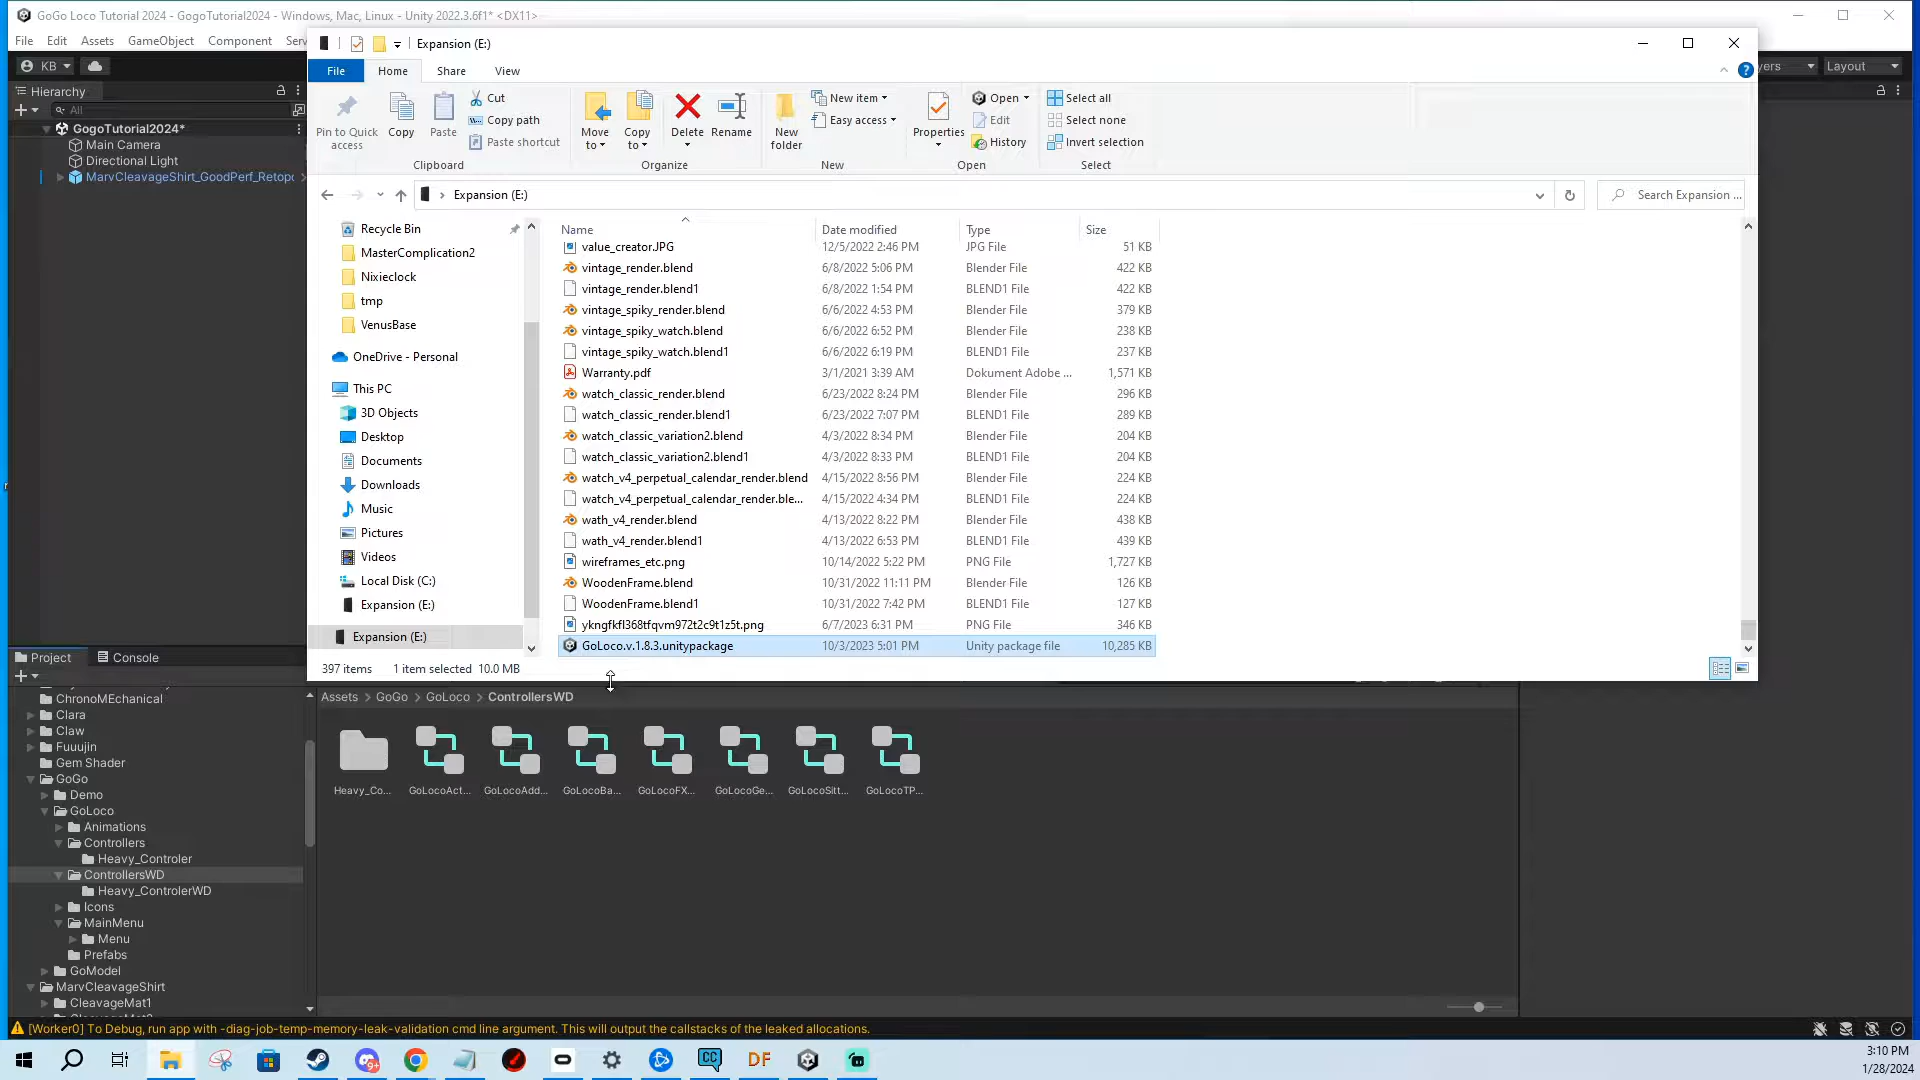 GoGo Loco Tutorial 2024 - GogoTutorial2024 - Windows, Mac, Linux - Unity 2022.3.6f1* <DX11>
File Edit Assets GameObject Component
KB
Layout
Hierarchy
All
GogoTutorial2024*
Main Camera
Directional Light
MarvCleavageShirt_GoodPerf_Retop
Expansion (E:)
File Home Share View
Pin to Quick access
Copy
Paste
Cut
Copy path
Paste shortcut
Clipboard
Move to
Copy to
Delete
Rename
Organize
New folder
New item
Easy access
New
Properties
Open
Edit
History
Open
Select all
Select none
Invert selection
Select
Expansion (E:)
Search Expansion ...
Recycle Bin
MasterComplication2
Nixieclock
tmp
VenusBase
OneDrive - Personal
This PC
3D Objects
Desktop
Documents
Downloads
Music
Pictures
Videos
Local Disk (C:)
Expansion (E:)
Expansion (E:)
Name Date modified Type Size
value_creator.JPG 12/5/2022 2:46 PM JPG File 51 KB
vintage_render.blend 6/8/2022 5:06 PM Blender File 422 KB
vintage_render.blend1 6/8/2022 1:54 PM BLEND1 File 422 KB
vintage_spiky_render.blend 6/6/2022 4:53 PM Blender File 379 KB
vintage_spiky_watch.blend 6/6/2022 6:52 PM Blender File 238 KB
vintage_spiky_watch.blend1 6/6/2022 6:19 PM BLEND1 File 237 KB
Warranty.pdf 3/1/2021 3:39 AM Dokument Adobe ... 1,571 KB
watch_classic_render.blend 6/23/2022 8:24 PM Blender File 296 KB
watch_classic_render.blend1 6/23/2022 7:07 PM BLEND1 File 289 KB
watch_classic_variation2.blend 4/3/2022 8:34 PM Blender File 204 KB
watch_classic_variation2.blend1 4/3/2022 8:33 PM BLEND1 File 204 KB
watch_v4_perpetual_calendar_render.blend 4/15/2022 8:56 PM Blender File 224 KB
watch_v4_perpetual_calendar_render.ble... 4/15/2022 4:34 PM BLEND1 File 224 KB
wath_v4_render.blend 4/13/2022 8:22 PM Blender File 438 KB
wath_v4_render.blend1 4/13/2022 6:53 PM BLEND1 File 439 KB
wireframes_etc.png 10/14/2022 5:22 PM PNG File 1,727 KB
WoodenFrame.blend 10/31/2022 11:11 PM Blender File 126 KB
WoodenFrame.blend1 10/31/2022 7:42 PM BLEND1 File 127 KB
ykngfkfl368tfqvm972t2c9t1z5t.png 6/7/2023 6:31 PM PNG File 346 KB
GoLoco.v.1.8.3.unitypackage 10/3/2023 5:01 PM Unity package file 10,285 KB
397 items 1 item selected 10.0 MB
Project Console
ChronoMEchanical
Clara
Claw
Fuuujin
Gem Shader
GoGo
Demo
GoLoco
Animations
Controllers
Heavy_Controler
ControllersWD
Heavy_ControlerWD
Icons
MainMenu
Menu
Prefabs
GoModel
MarvCleavageShirt
CleavageMat1
Assets > GoGo > GoLoco > ControllersWD
Heavy_Co... GoLocoAct... GoLocoAdd... GoLocoBa... GoLocoFX... GoLocoGe... GoLocoSitt... GoLocoTP...
[Worker0] To Debug, run app with -diag-job-temp-memory-leak-validation cmd line argument. This will output the callstacks of the leaked allocations.
CC
DF
3:10 PM
1/28/2024